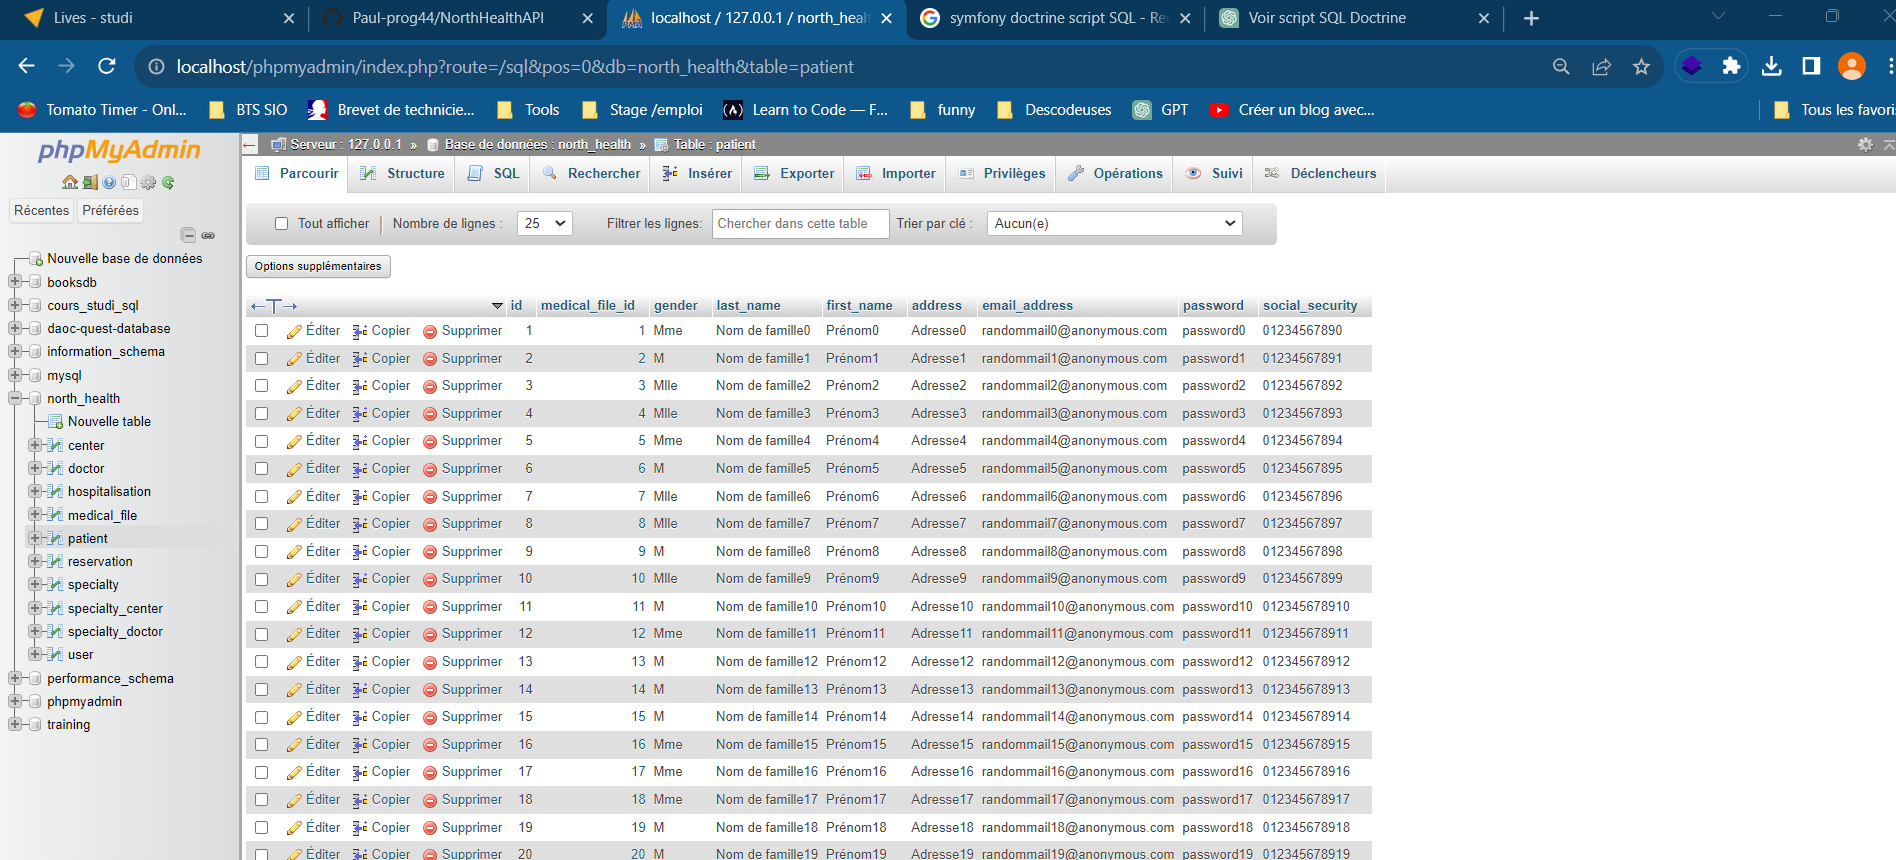 Lives - studi
Paul-prog44/NorthHealthAPI
localhost / 127.0.0.1 / north_heal
symfony doctrine script SQL - Re
Voir script SQL Doctrine
localhost/phpmyadmin/index.php?route=/sql&pos=0&db=north_health&table=patient
Tomato Timer - Onl... BTS SIO Brevet de technicie... Tools Stage /emploi Learn to Code — F... funny Descodeuses GPT Créer un blog avec... Tous les favori
phpMyAdmin
Récentes Préférées
Nouvelle base de données
booksdb
cours_studi_sql
daoc-quest-database
information_schema
mysql
north_health
Nouvelle table
center
doctor
hospitalisation
medical_file
patient
reservation
specialty
specialty_center
specialty_doctor
user
performance_schema
phpmyadmin
training
Serveur : 127.0.0.1 » Base de données : north_health » Table : patient
Parcourir Structure SQL Rechercher Insérer Exporter Importer Privilèges Opérations Suivi Déclencheurs
Tout afficher Nombre de lignes : 25 Filtrer les lignes: Chercher dans cette table Trier par clé : Aucun(e)
Options supplémentaires
←T→ id medical_file_id gender last_name first_name address email_address password social_security
Éditer Copier Supprimer 1 1 Mme Nom de famille0 Prénom0 Adresse0 randommail0@anonymous.com password0 01234567890
Éditer Copier Supprimer 2 2 M Nom de famille1 Prénom1 Adresse1 randommail1@anonymous.com password1 01234567891
Éditer Copier Supprimer 3 3 Mlle Nom de famille2 Prénom2 Adresse2 randommail2@anonymous.com password2 01234567892
Éditer Copier Supprimer 4 4 Mlle Nom de famille3 Prénom3 Adresse3 randommail3@anonymous.com password3 01234567893
Éditer Copier Supprimer 5 5 Mme Nom de famille4 Prénom4 Adresse4 randommail4@anonymous.com password4 01234567894
Éditer Copier Supprimer 6 6 M Nom de famille5 Prénom5 Adresse5 randommail5@anonymous.com password5 01234567895
Éditer Copier Supprimer 7 7 Mlle Nom de famille6 Prénom6 Adresse6 randommail6@anonymous.com password6 01234567896
Éditer Copier Supprimer 8 8 Mlle Nom de famille7 Prénom7 Adresse7 randommail7@anonymous.com password7 01234567897
Éditer Copier Supprimer 9 9 M Nom de famille8 Prénom8 Adresse8 randommail8@anonymous.com password8 01234567898
Éditer Copier Supprimer 10 10 Mlle Nom de famille9 Prénom9 Adresse9 randommail9@anonymous.com password9 01234567899
Éditer Copier Supprimer 11 11 M Nom de famille10 Prénom10 Adresse10 randommail10@anonymous.com password10 012345678910
Éditer Copier Supprimer 12 12 Mme Nom de famille11 Prénom11 Adresse11 randommail11@anonymous.com password11 012345678911
Éditer Copier Supprimer 13 13 M Nom de famille12 Prénom12 Adresse12 randommail12@anonymous.com password12 012345678912
Éditer Copier Supprimer 14 14 M Nom de famille13 Prénom13 Adresse13 randommail13@anonymous.com password13 012345678913
Éditer Copier Supprimer 15 15 M Nom de famille14 Prénom14 Adresse14 randommail14@anonymous.com password14 012345678914
Éditer Copier Supprimer 16 16 Mme Nom de famille15 Prénom15 Adresse15 randommail15@anonymous.com password15 012345678915
Éditer Copier Supprimer 17 17 Mme Nom de famille16 Prénom16 Adresse16 randommail16@anonymous.com password16 012345678916
Éditer Copier Supprimer 18 18 Mme Nom de famille17 Prénom17 Adresse17 randommail17@anonymous.com password17 012345678917
Éditer Copier Supprimer 19 19 M Nom de famille18 Prénom18 Adresse18 randommail18@anonymous.com password18 012345678918
Éditer Copier Supprimer 20 20 M Nom de famille19 Prénom19 Adresse19 randommail19@anonymous.com password19 012345678919